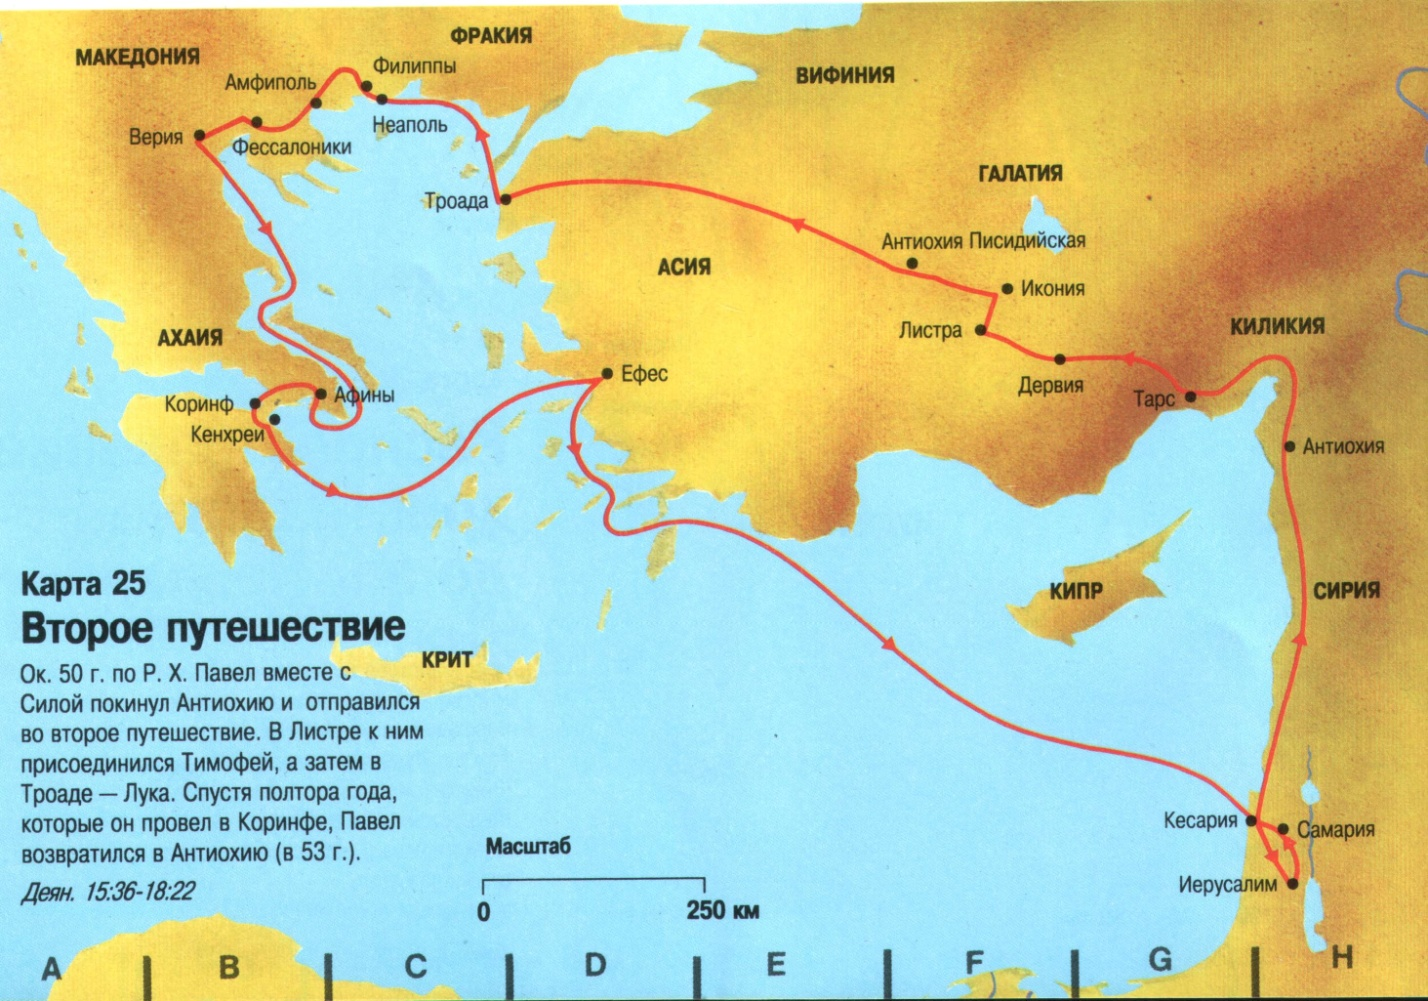 ФРАКИЯ
МАКЕДОНИЯ
Филиппы
ВИФИНИЯ
Амфиполь
Неаполь
Верия
Фессалоники
ГАЛАТИЯ
Троада
Антиохия Писидийская
АСИЯ
Икония
КИЛИКИЯ
Листра
АХАИЯ
Ефес
Дервия
Афины
Тарс
Коринф
Кенхреи
Антиохия
Карта 25
КИПР
СИРИЯ
Второе путешествие
КРИТ
Ок. 50 г. по Р. Х. Павел вместе с
Силой покинул Антиохию и отправился
во второе путешествие. В Листре к ним
присоединился Тимофей, а затем в
Троаде — Лука. Спустя полтора года,
которые он провел в Коринфе, Павел
возвратился в Антиохию (в 53 г.).
Деян. 15:36-18:22
Кесария
Самария
Масштаб
Иерусалим
0 250 км
A B C D E F G H